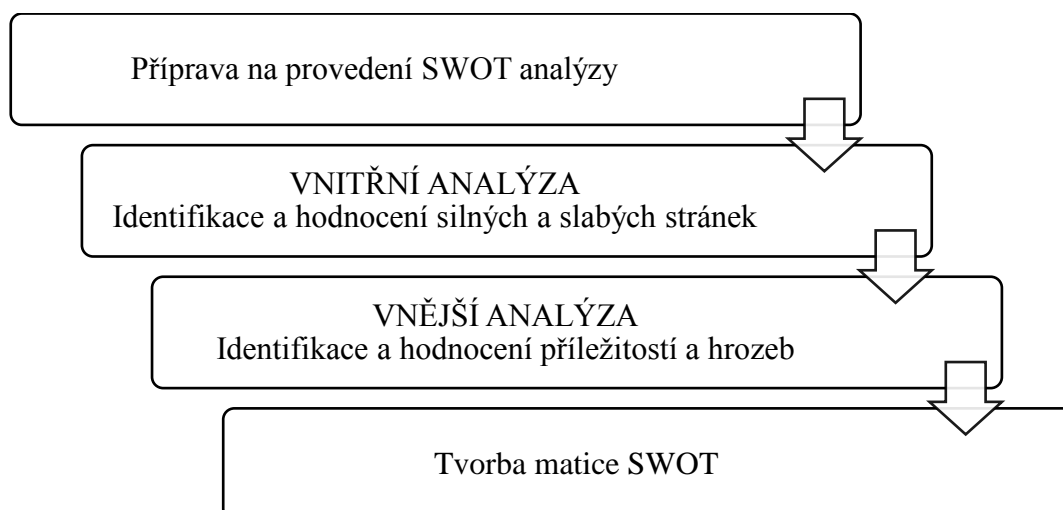 Příprava na provedení SWOT analýzy
VNITŘNÍ ANALÝZA
Identifikace a hodnocení silných a slabých stránek
VNĚJŠÍ ANALÝZA
Identifikace a hodnocení příležitostí a hrozeb
Tvorba matice SWOT